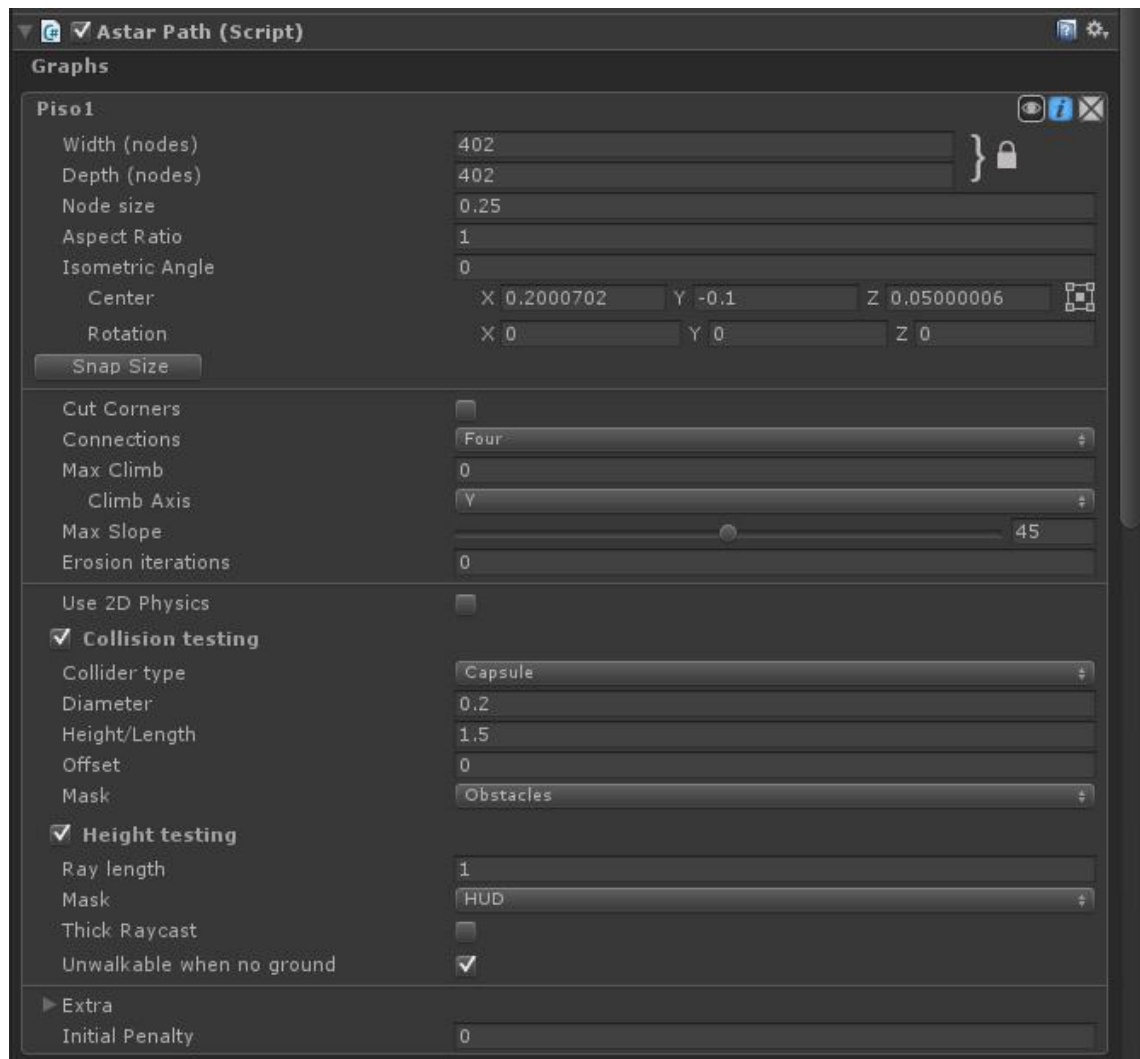 Astar Path (Script)
Graphs
Piso1
Width (nodes) 402
Depth (nodes) 402
Node size 0.25
Aspect Ratio 1
Isometric Angle 0
Center X 0.2000702 Y -0.1 Z 0.05000006
Rotation X 0 Y 0 Z 0
Snap Size
Cut Corners
Connections Four
Max Climb 0
Climb Axis Y
Max Slope 45
Erosion iterations 0
Use 2D Physics
Collision testing
Collider type Capsule
Diameter 0.2
Height/Length 1.5
Offset 0
Mask Obstacles
Height testing
Ray length 1
Mask HUD
Thick Raycast
Unwalkable when no ground
Extra
Initial Penalty 0